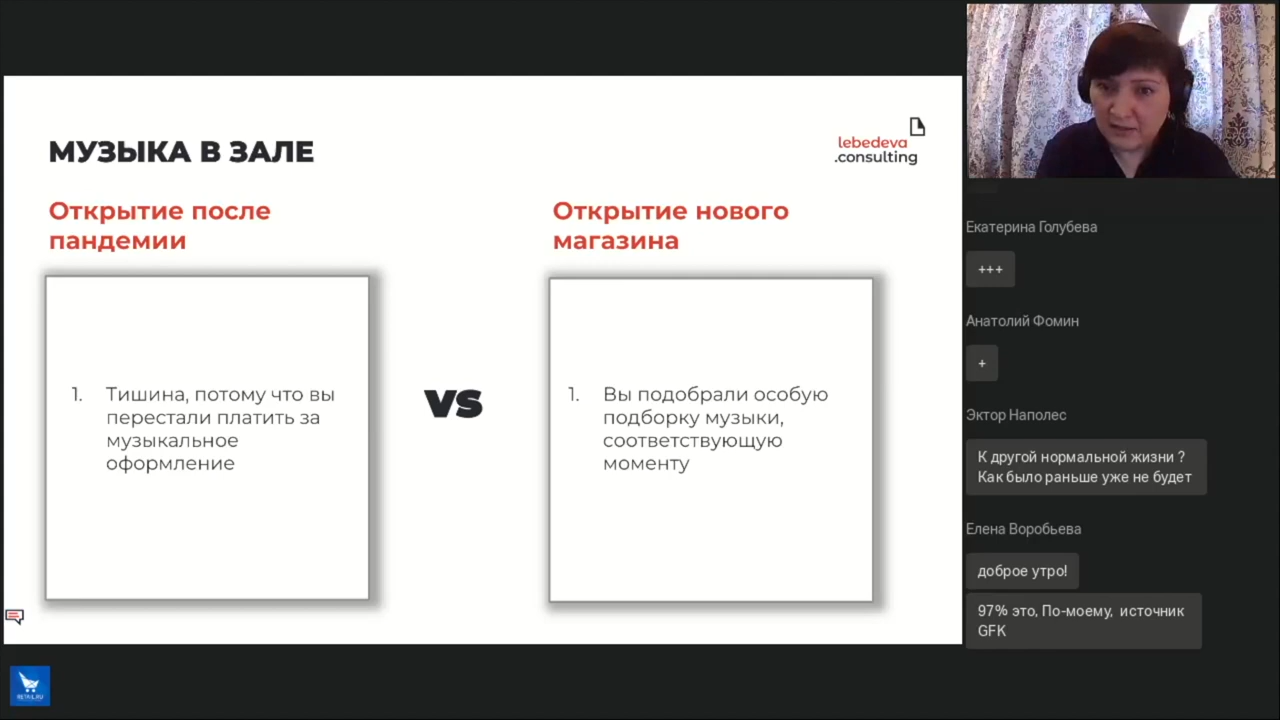 МУЗЫКА В ЗАЛЕ
lebedeva
.consulting
Открытие после
пандемии
1. Тишина, потому что вы
перестали платить за
музыкальное
оформление
VS
Открытие нового
магазина
1. Вы подобрали особую
подборку музыки,
соответствующую
моменту
Екатерина Голубева
+++
Анатолий Фомин
+
Эктор Наполес
К другой нормальной жизни ?
Как было раньше уже не будет
Елена Воробьева
доброе утро!
97% это, По-моему, источник
GFK
RETAIL.RU